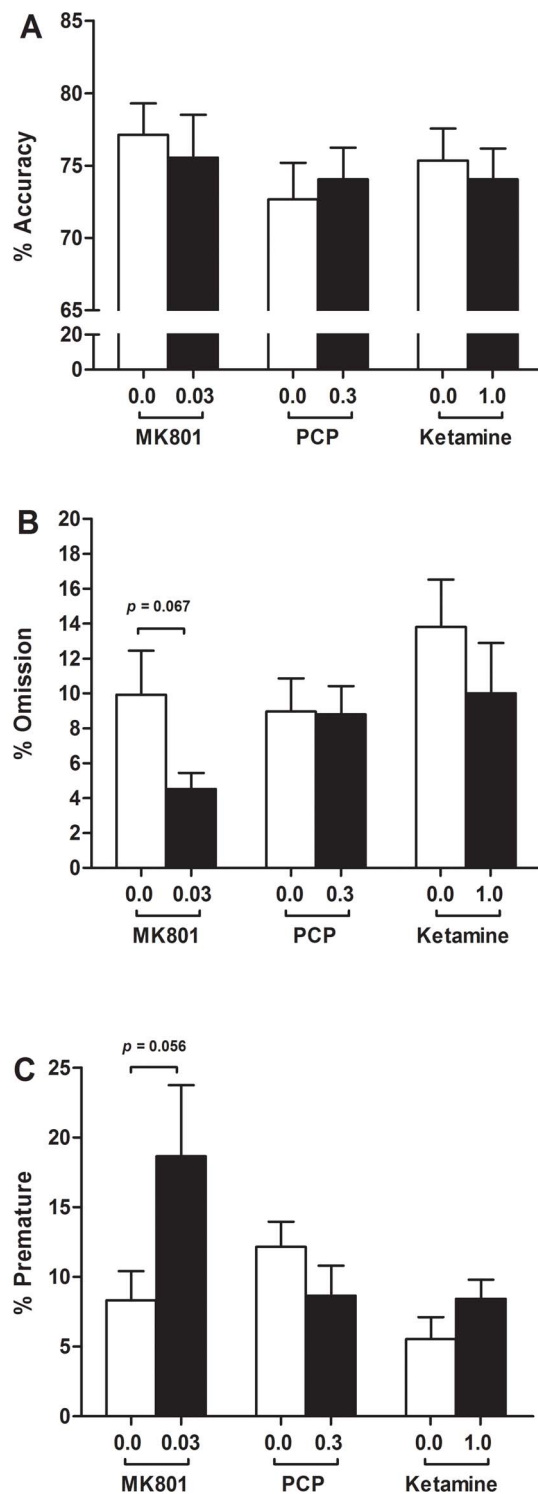 A
85
80
75
70
65
20
0
% Accuracy
0.0 0.03 0.0 0.3 0.0 1.0
MK801 PCP Ketamine
B
20
18
16
14
12
10
8
6
4
2
0
% Omission
p = 0.067
0.0 0.03 0.0 0.3 0.0 1.0
MK801 PCP Ketamine
C
25
20
15
10
5
0
% Premature
p = 0.056
0.0 0.03 0.0 0.3 0.0 1.0
MK801 PCP Ketamine